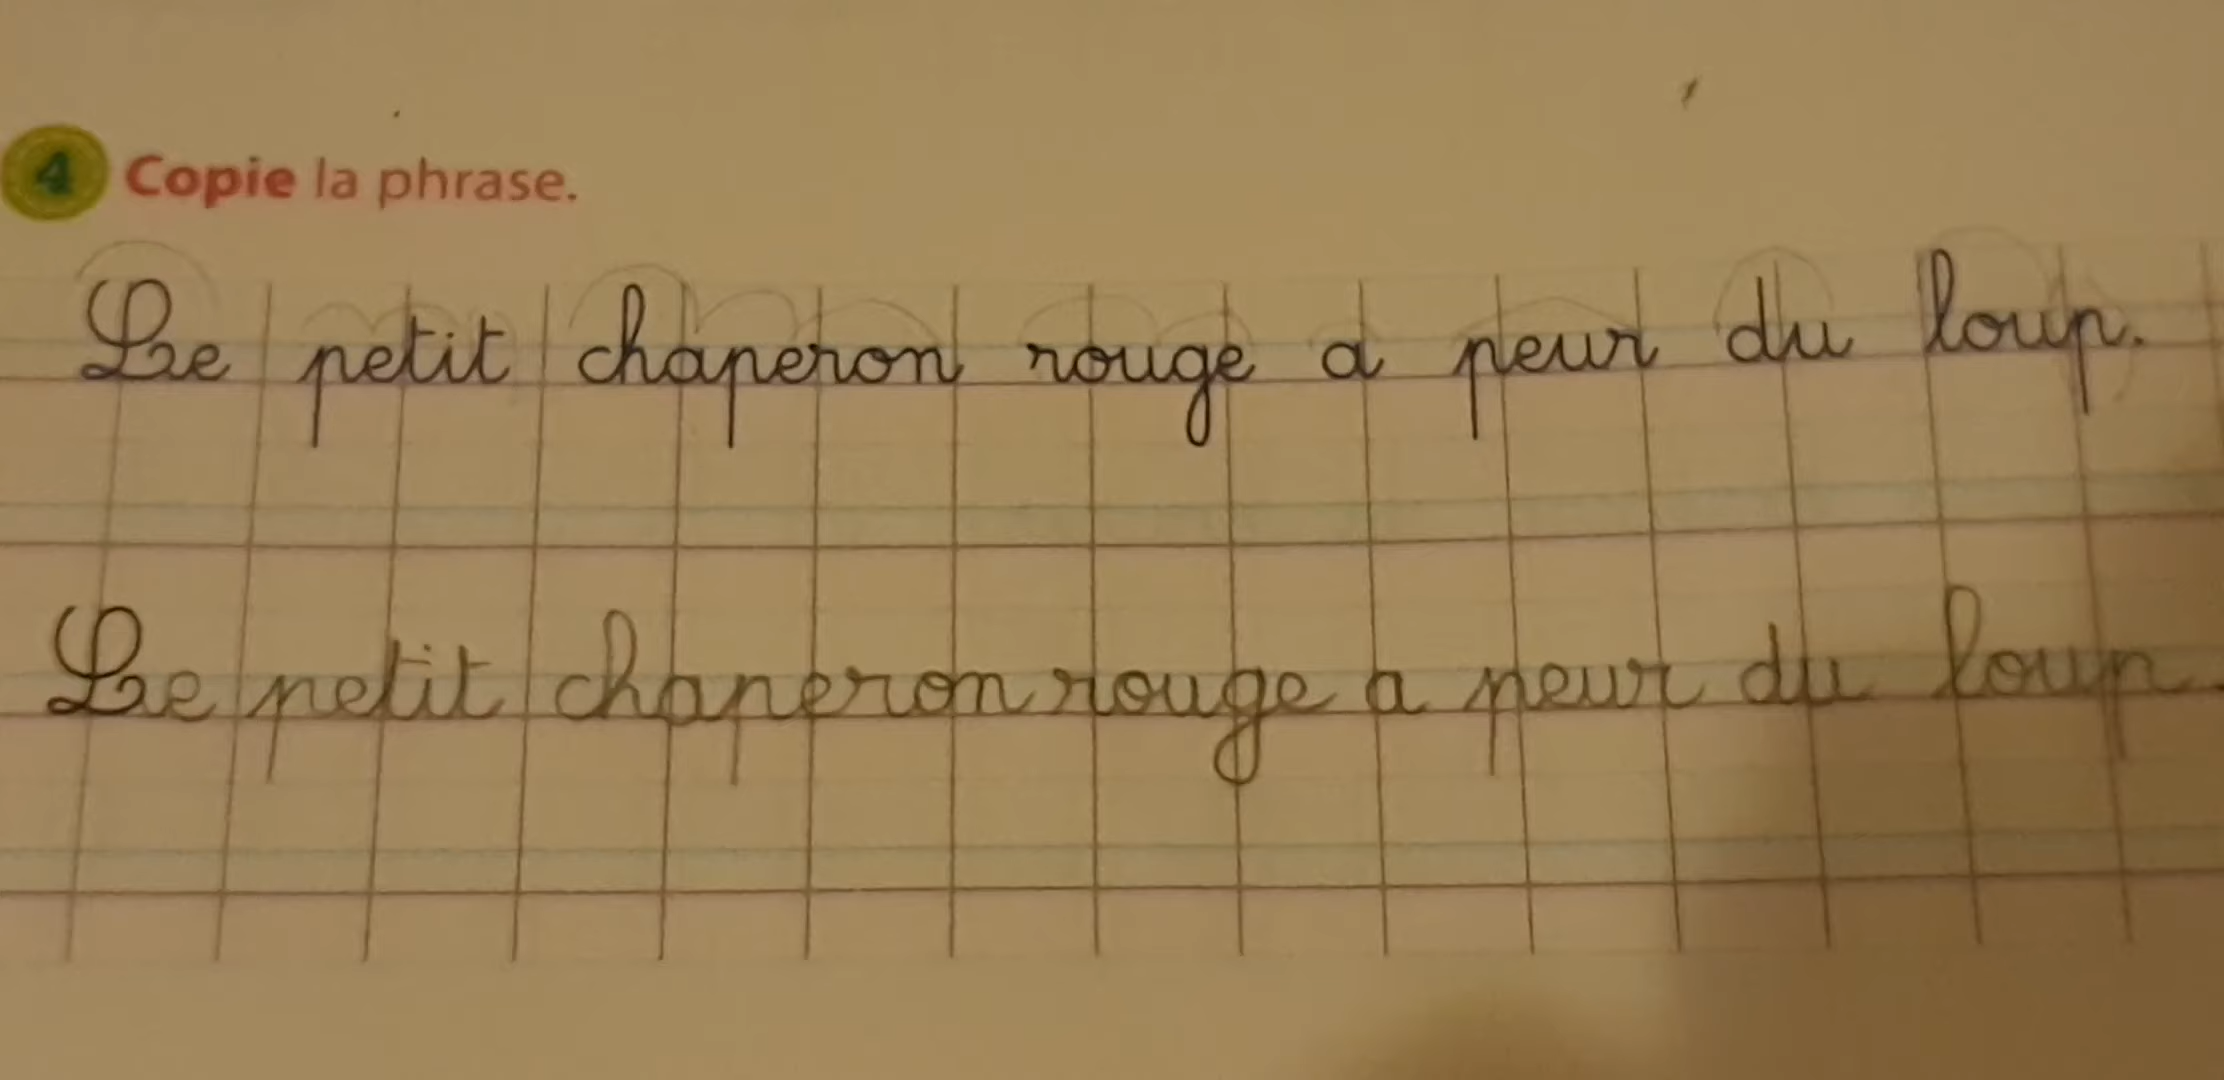 4 Copie la phrase.
Le petit chaperon rouge a peur du loup.
Le petit chaperon rouge a peur du loup.